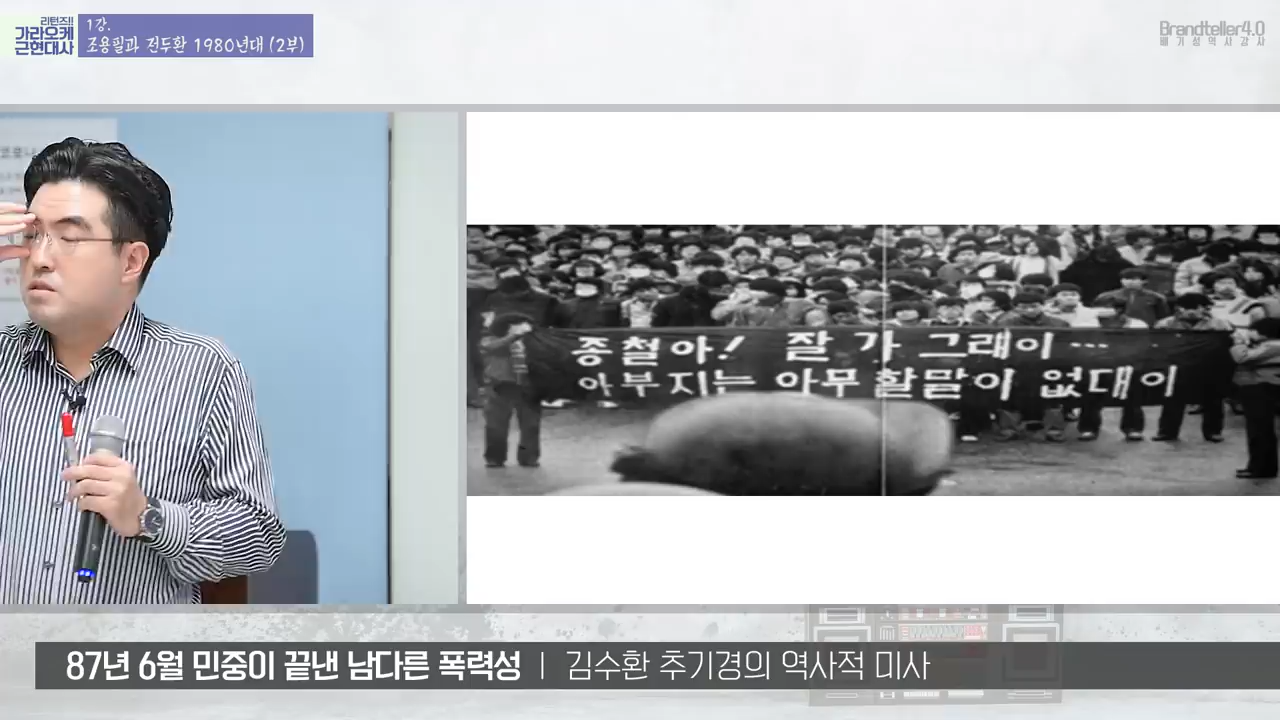 리턴즈!!
가라오케
근현대사
1강.
조용필과 전두환 1980년대 (2부)
Brandteller4.0
배기성역사강사
코로나
종철아! 잘 가 그래이…
아부지는 아무 할말이 없대이
87년 6월 민중이 끝낸 남다른 폭력성 | 김수환 추기경의 역사적 미사